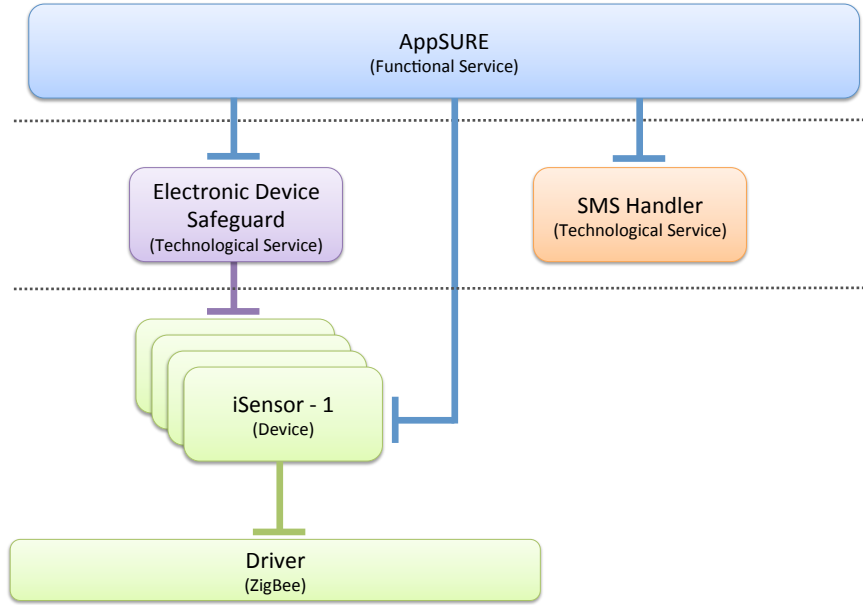 AppSURE
(Functional Service)
Electronic Device
Safeguard
(Technological Service)
SMS Handler
(Technological Service)
iSensor - 1
(Device)
Driver
(ZigBee)